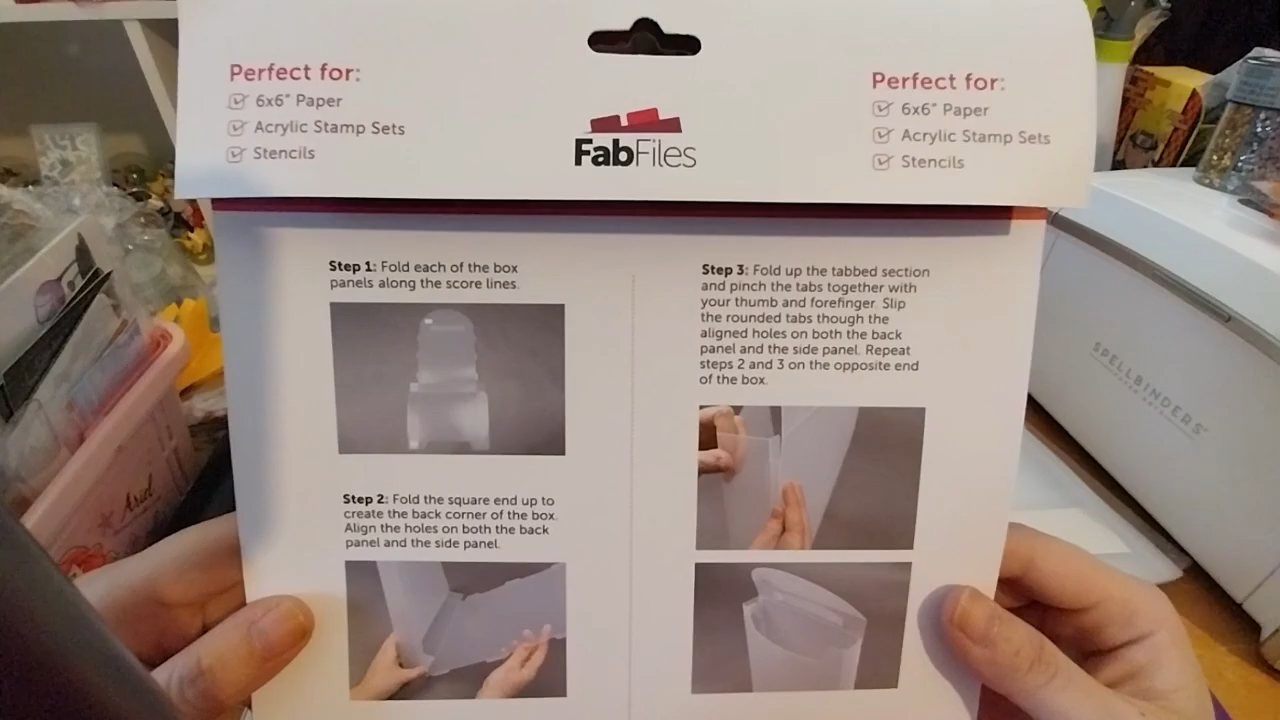 Perfect for:
6x6" Paper
Acrylic Stamp Sets
Stencils
FabFiles
Perfect for:
6x6" Paper
Acrylic Stamp Sets
Stencils
Step 1: Fold each of the box
panels along the score lines.
Step 2: Fold the square end up to
create the back corner of the box.
Align the holes on both the back
panel and the side panel.
Step 3: Fold up the tabbed section
and pinch the tabs together with
your thumb and forefinger. Slip
the rounded tabs though the
aligned holes on both the back
panel and the side panel. Repeat
steps 2 and 3 on the opposite end
of the box.
SPELLBINDERS
Ariel